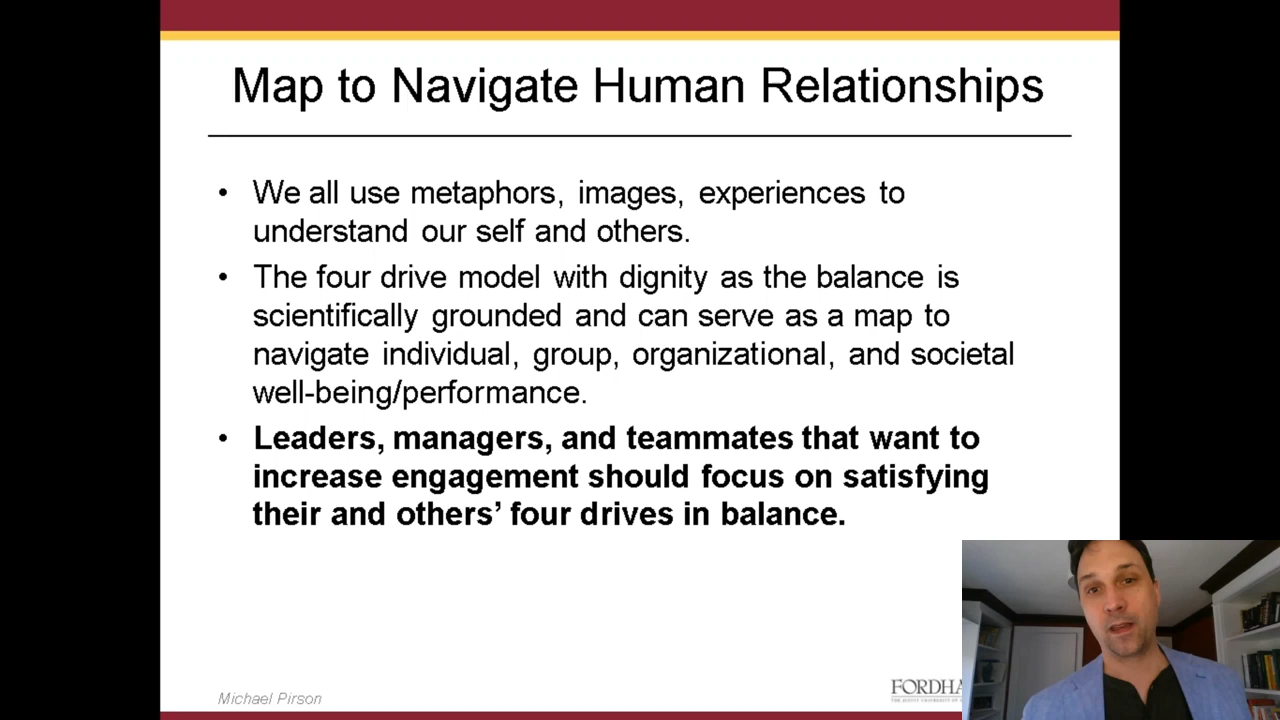 Map to Navigate Human Relationships
• We all use metaphors, images, experiences to
understand our self and others.
• The four drive model with dignity as the balance is
scientifically grounded and can serve as a map to
navigate individual, group, organizational, and societal
well-being/performance.
• Leaders, managers, and teammates that want to
increase engagement should focus on satisfying
their and others’ four drives in balance.
Michael Pirson
FORDHA